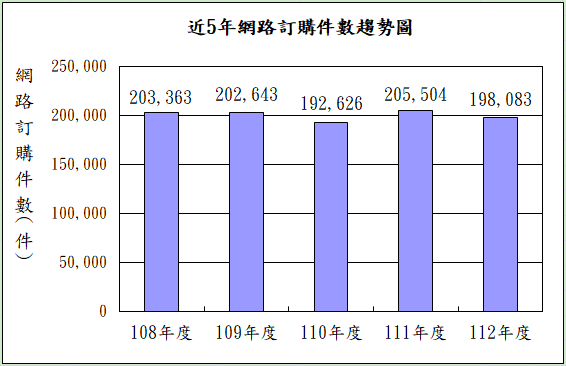 近5年網路訂購件數趨勢圖
網路訂購件數(件)
250,000
200,000
150,000
100,000
50,000
0
203,363
202,643
192,626
205,504
198,083
108年度
109年度
110年度
111年度
112年度